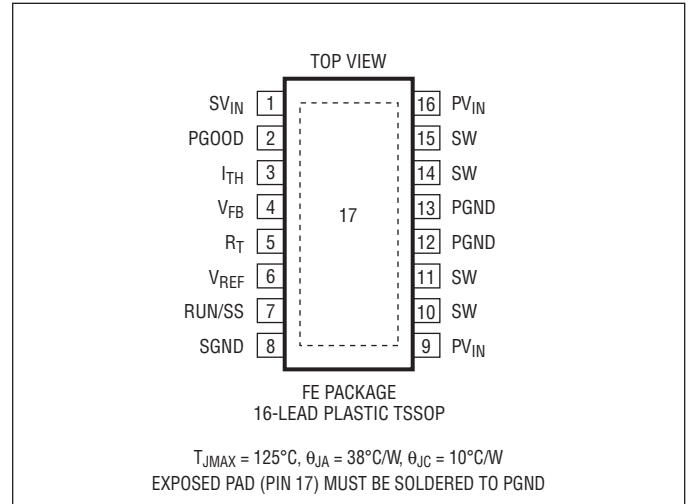 TOP VIEW
SVIN 1
PGOOD 2
ITH 3
VFB 4
RT 5
VREF 6
RUN/SS 7
SGND 8
17
16 PVIN
15 SW
14 SW
13 PGND
12 PGND
11 SW
10 SW
9 PVIN
FE PACKAGE
16-LEAD PLASTIC TSSOP
TJMAX = 125°C, θJA = 38°C/W, θJC = 10°C/W
EXPOSED PAD (PIN 17) MUST BE SOLDERED TO PGND